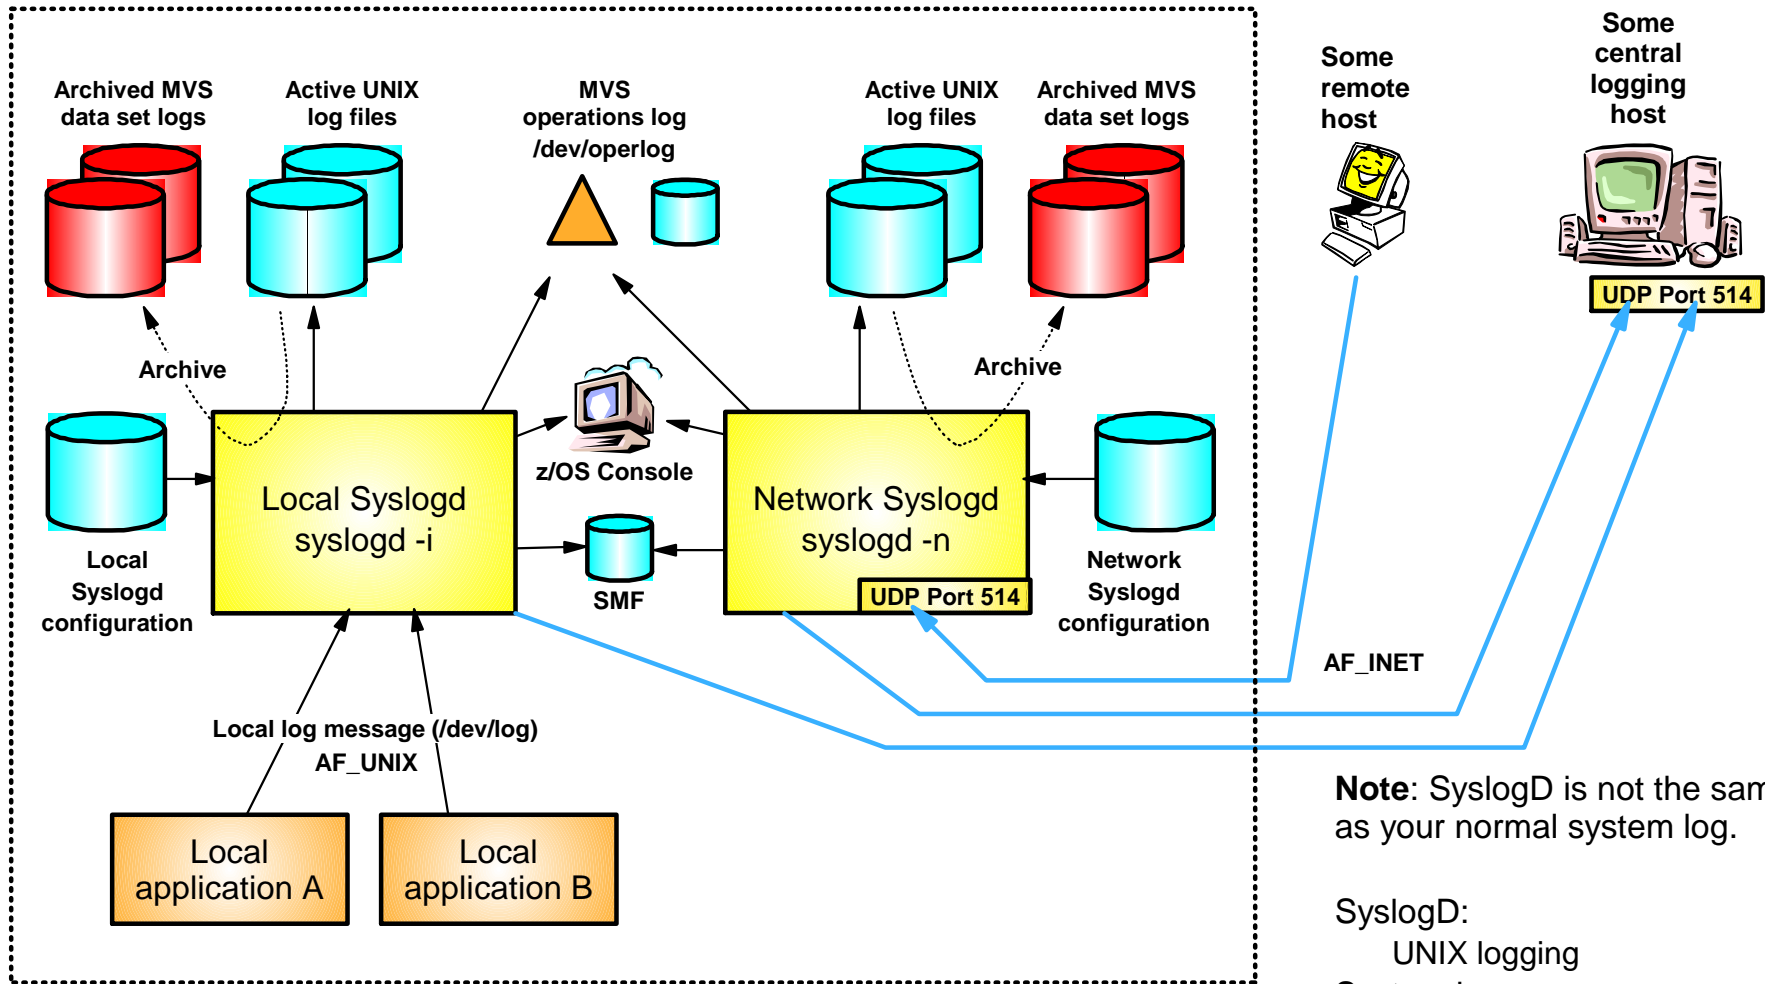 Archived MVS
data set logs
Active UNIX
log files
MVS
operations log
/dev/operlog
Active UNIX
log files
Archived MVS
data set logs
Some
remote
host
Some
central
logging
host
UDP Port 514
Archive
Archive
z/OS Console
Local Syslogd
syslogd -i
Network Syslogd
syslogd -n
UDP Port 514
SMF
Local
Syslogd
configuration
Network
Syslogd
configuration
AF_INET
Local log message (/dev/log)
AF_UNIX
Local
application A
Local
application B
Note: SyslogD is not the sam
as your normal system log.
SyslogD:
UNIX logging